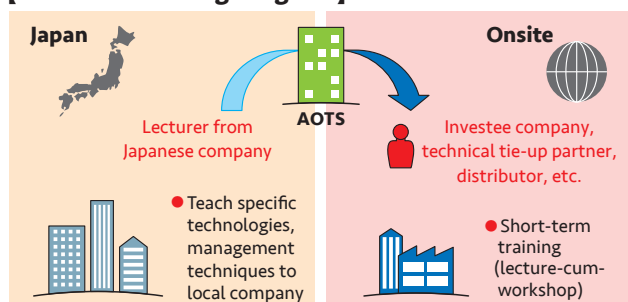 Japan
Onsite
AOTS
Lecturer from
Japanese company
Investee company,
technical tie-up partner,
distributor, etc.
● Teach specific
technologies,
management
techniques to
local company
● Short-term
training
(lecture-cum-
workshop)